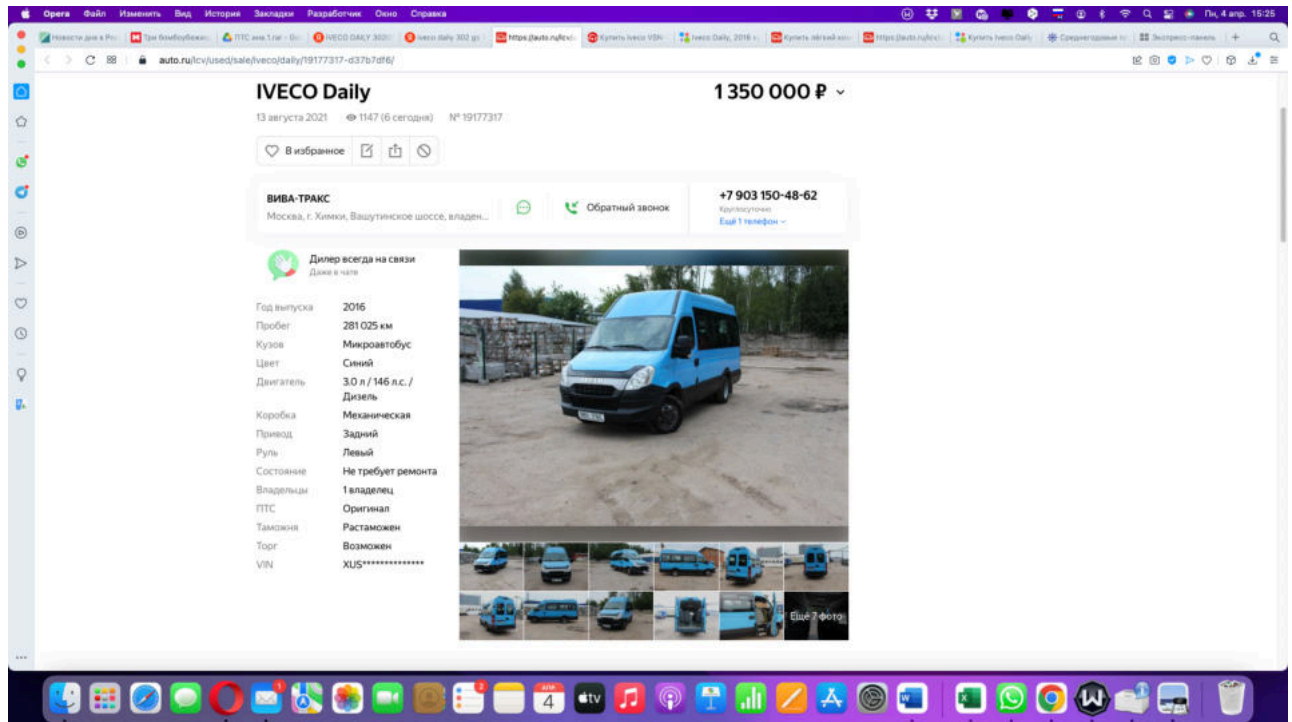 Opera Файл Изменить Вид История Закладки Разработчик Окно Справка
Пн, 4 апр. 15:25
auto.ru/lcv/used/sale/iveco/daily/19177317-d37b7df6/
IVECO Daily
1 350 000 ₽
13 августа 2021 1147 (6 сегодня) № 19177317
В избранное
ВИВА-ТРАКС
Москва, г. Химки, Вашутинское шоссе, владен...
Обратный звонок
+7 903 150-48-62
Круглосуточно
Ещё 1 телефон
Дилер всегда на связи
Даже в чате
Год выпуска 2016
Пробег 281 025 км
Кузов Микроавтобус
Цвет Синий
Двигатель 3.0 л / 146 л.с. /
Дизель
Коробка Механическая
Привод Задний
Руль Левый
Состояние Не требует ремонта
Владельцы 1 владелец
ПТС Оригинал
Таможня Растаможен
Торг Возможен
VIN XUS**************
Ещё 7 фото
АПР
4
tv